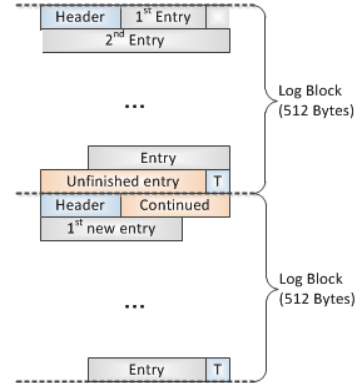 Header 1st Entry
2nd Entry
...
Log Block
(512 Bytes)
Entry
Unfinished entry T
Header Continued
1st new entry
...
Log Block
(512 Bytes)
Entry T